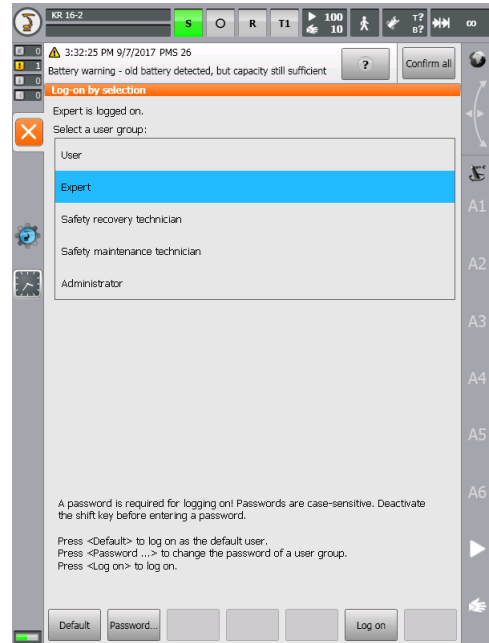 KR 16-2
S
O
R
T1
100
10
T?
B?
∞
0
1
0
0
3:32:25 PM 9/7/2017 PMS 26
Battery warning - old battery detected, but capacity still sufficient
?
Confirm all
Log-on by selection
Expert is logged on.
Select a user group:
User
Expert
Safety recovery technician
Safety maintenance technician
Administrator
A1
A2
A3
A4
A5
A6
A password is required for logging on! Passwords are case-sensitive. Deactivate
the shift key before entering a password.
Press <Default> to log on as the default user.
Press <Password ...> to change the password of a user group.
Press <Log on> to log on.
Default
Password...
Log on